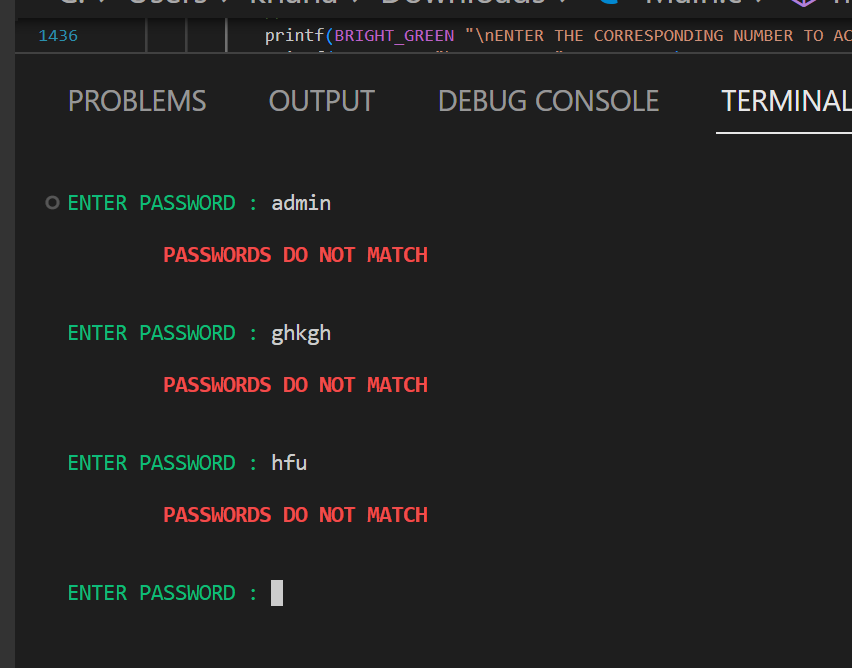 1436 printf(BRIGHT_GREEN "\nENTER THE CORRESPONDING NUMBER TO AC
PROBLEMS OUTPUT DEBUG CONSOLE TERMINAL
ENTER PASSWORD : admin
PASSWORDS DO NOT MATCH
ENTER PASSWORD : ghkgh
PASSWORDS DO NOT MATCH
ENTER PASSWORD : hfu
PASSWORDS DO NOT MATCH
ENTER PASSWORD :